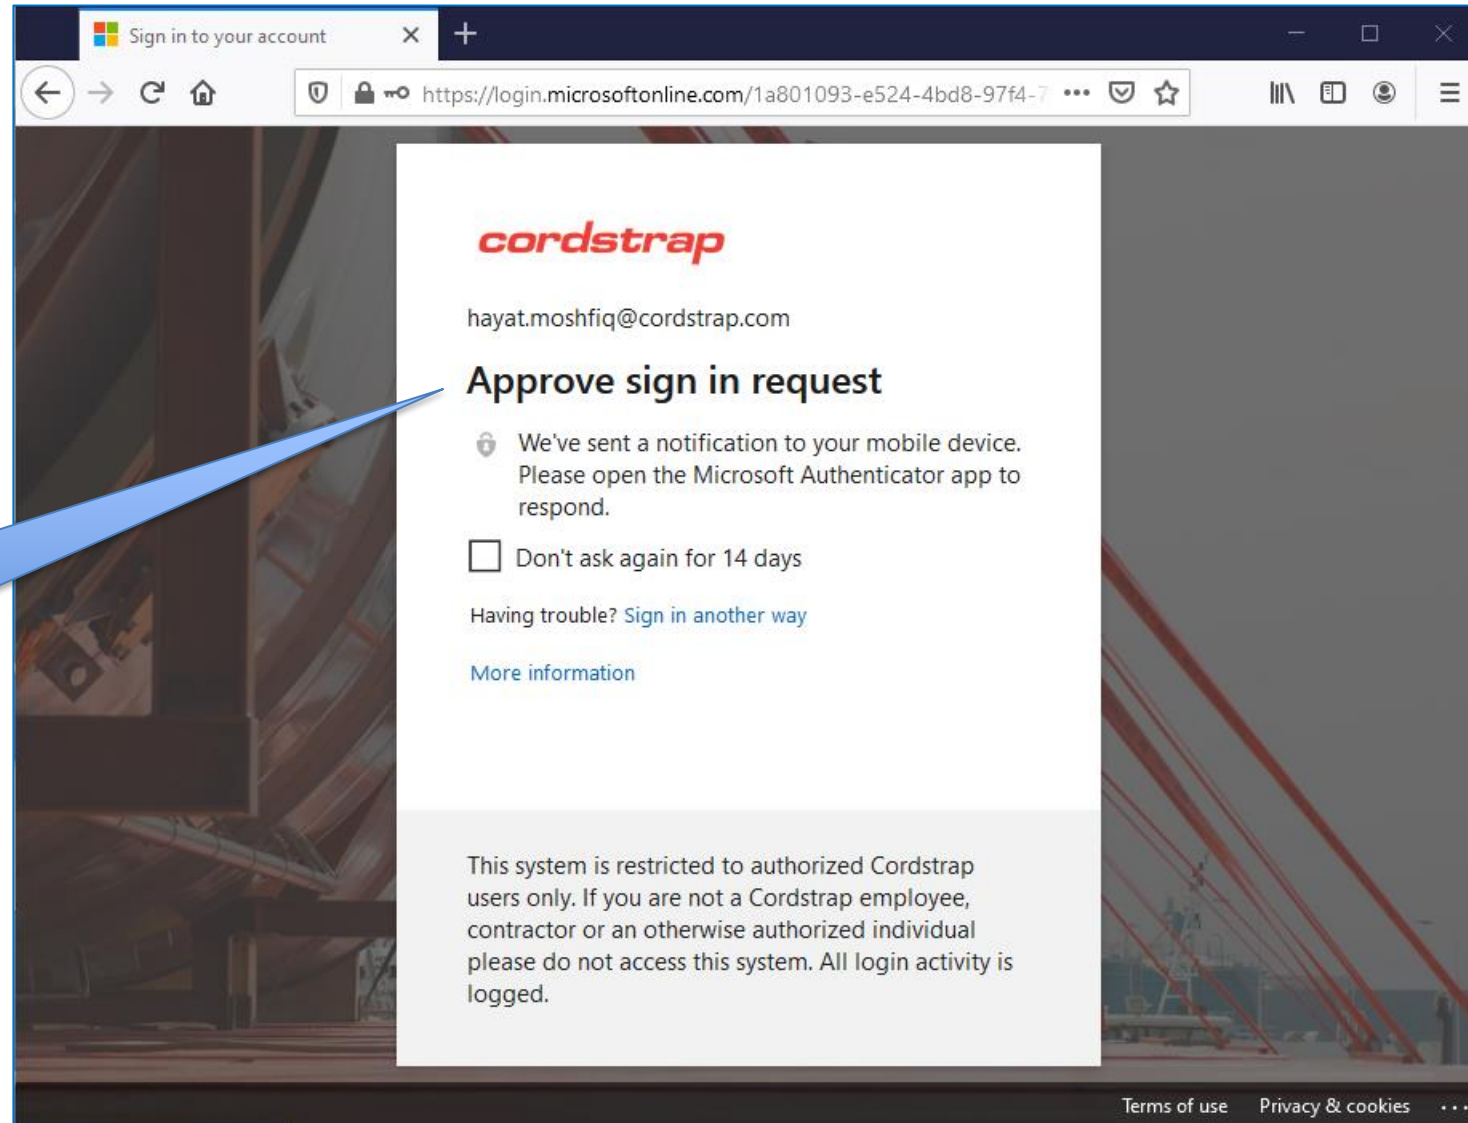 Sign in to your account
https://login.microsoftonline.com/1a801093-e524-4bd8-97f4-7
cordstrap
hayat.moshfiq@cordstrap.com
Approve sign in request
We've sent a notification to your mobile device.
Please open the Microsoft Authenticator app to
respond.
Don't ask again for 14 days
Having trouble? Sign in another way
More information
This system is restricted to authorized Cordstrap
users only. If you are not a Cordstrap employee,
contractor or an otherwise authorized individual
please do not access this system. All login activity is
logged.
Terms of use Privacy & cookies ...